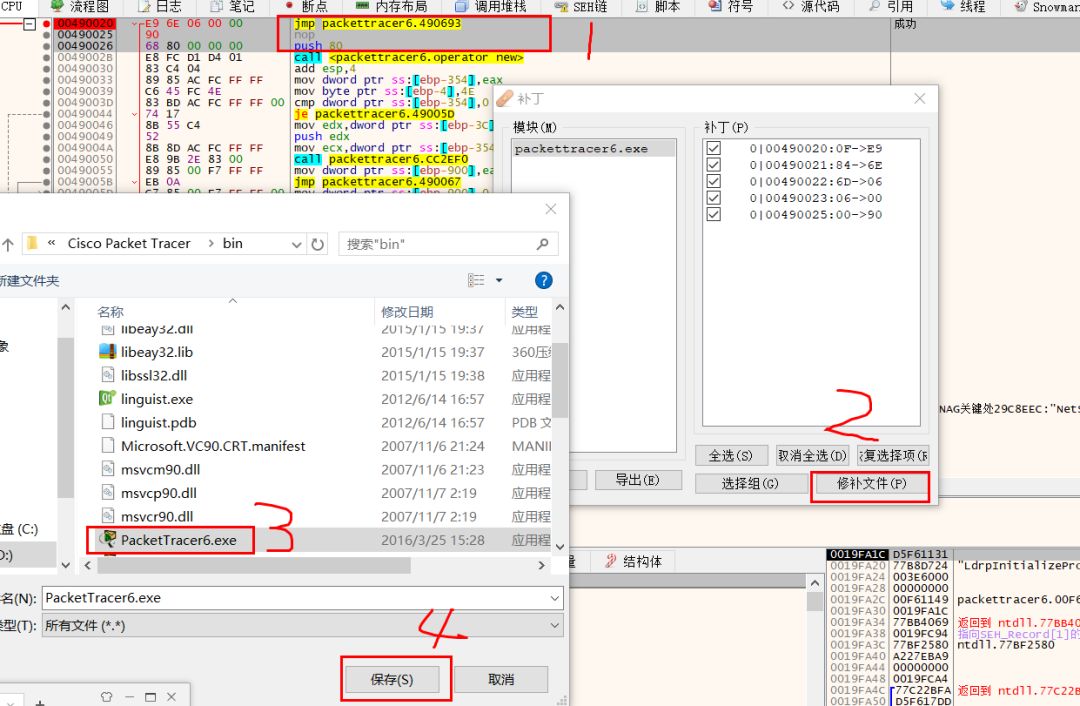 CPU 流程图 日志 笔记 断点 内存布局 调用堆栈 SEH链 脚本 符号 源代码 引用 线程 Snowman
00490020 E9 6E 06 00 00 jmp packettracer6.490693 成功
00490025 90 nop
00490026 68 80 00 00 00 push 80
0049002B E8 FC D1 D4 01 call <packettracer6.operator new>
00490030 83 C4 04 add esp,4
00490033 89 85 AC FC FF FF mov dword ptr ss:[ebp-354],eax
00490039 C6 45 FC 4E mov byte ptr ss:[ebp-4],4E
0049003D 83 BD AC FC FF FF 00 cmp dword ptr ss:[ebp-354],0
00490044 74 17 je packettracer6.49005D
00490046 8B 55 C4 mov edx,dword ptr ss:[ebp-3C]
00490049 52 push edx
0049004A 8B 8D AC FC FF FF mov ecx,dword ptr ss:[ebp-354
00490050 E8 9B 2E 83 00 call packettracer6.CC2EF0
00490055 89 85 00 F7 FF FF mov dword ptr ss:[ebp-900],ea
0049005B EB 0A jmp packettracer6.490067
1
补丁
模块(M)
packettracer6.exe
补丁(P)
0|00490020:0F->E9
0|00490021:84->6E
0|00490022:6D->06
0|00490023:06->00
0|00490025:00->90
2
全选(S) 取消全选(D) 复选择项(R
导出(E) 选择组(G) 修补文件(P)
NAG关键处29C8EEC:"NetS
« Cisco Packet Tracer > bin 搜索"bin"
新建文件夹
名称 修改日期 类型
libeay32.dll 2015/1/15 19:37 应用程
libeay32.lib 2015/1/15 19:37 360压缩
libssl32.dll 2015/1/15 19:38 应用程
linguist.exe 2012/6/14 16:57 应用程
linguist.pdb 2012/6/14 16:57 PDB 文
Microsoft.VC90.CRT.manifest 2007/11/6 21:24 MANI
msvcm90.dll 2007/11/6 21:23 应用程
msvcp90.dll 2007/11/7 2:19 应用程
msvcr90.dll 2007/11/7 2:19 应用程
PacketTracer6.exe 2016/3/25 15:28 应用程
3
象
盘 (C:)
D:)
名(N): PacketTracer6.exe
类型(T): 所有文件 (*.*)
4
保存(S) 取消
量 结构体
0019FA1C D5F61131
0019FA20 77B8D724 "LdrpInitializePro
0019FA24 003E6000
0019FA28 00000000
0019FA2C 00F61149 packettracer6.00F6
0019FA30 0019FA1C
0019FA34 77BB4069 返回到 ntdll.77BB40
0019FA38 0019FC94 指向SEH_Record[1]的
0019FA3C 77BF2580 ntdll.77BF2580
0019FA40 A227EBA9
0019FA44 00000000
0019FA48 0019FCA4
0019FA4C 77C22BFA 返回到 ntdll.77C22B
0019FA50 D5F617DD